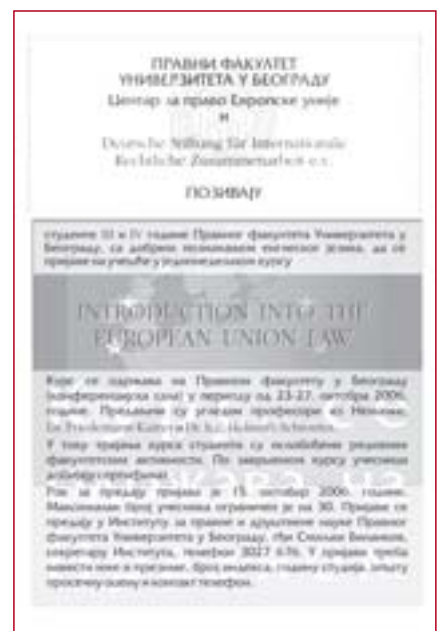 ПРАВНИ ФАКУЛТЕТ
УНИВЕРЗИТЕТА У БЕОГРАДУ
Центар за право Европске уније
и
Deutsche Stiftung für Internationale
Rechtliche Zusammenarbeit e.v.
ПОЗИВАЈУ
студенте III и IV године Правног факултета Универзитета у
Београду, са добрим познавањем енглеског језика, да се
пријаве на учешће у једнонедељном курсу
INTRODUCTION INTO THE
EUROPEAN UNION LAW
Који се одржава на Правном факултету у Београду
(конференцијска сала) у периоду од 23-27. октобра 2006.
године. Предавачи су угледни професори из Немачке,
У току трајања курса студенти су ослобођени редовних
факултетских активности. По завршеном курсу учесници
добијају сертификат.
Рок за предају пријава је 15. октобар 2006. године.
Максималан број учесника ограничен је на 30. Пријаве се
предају у Институту за правне и друштвене науке Правног
факултета Универзитета у Београду,
секретару Института, телефон 3027
навести име и презиме, број индекса, годину студија, општу
просечну оцену и контакт телефон.